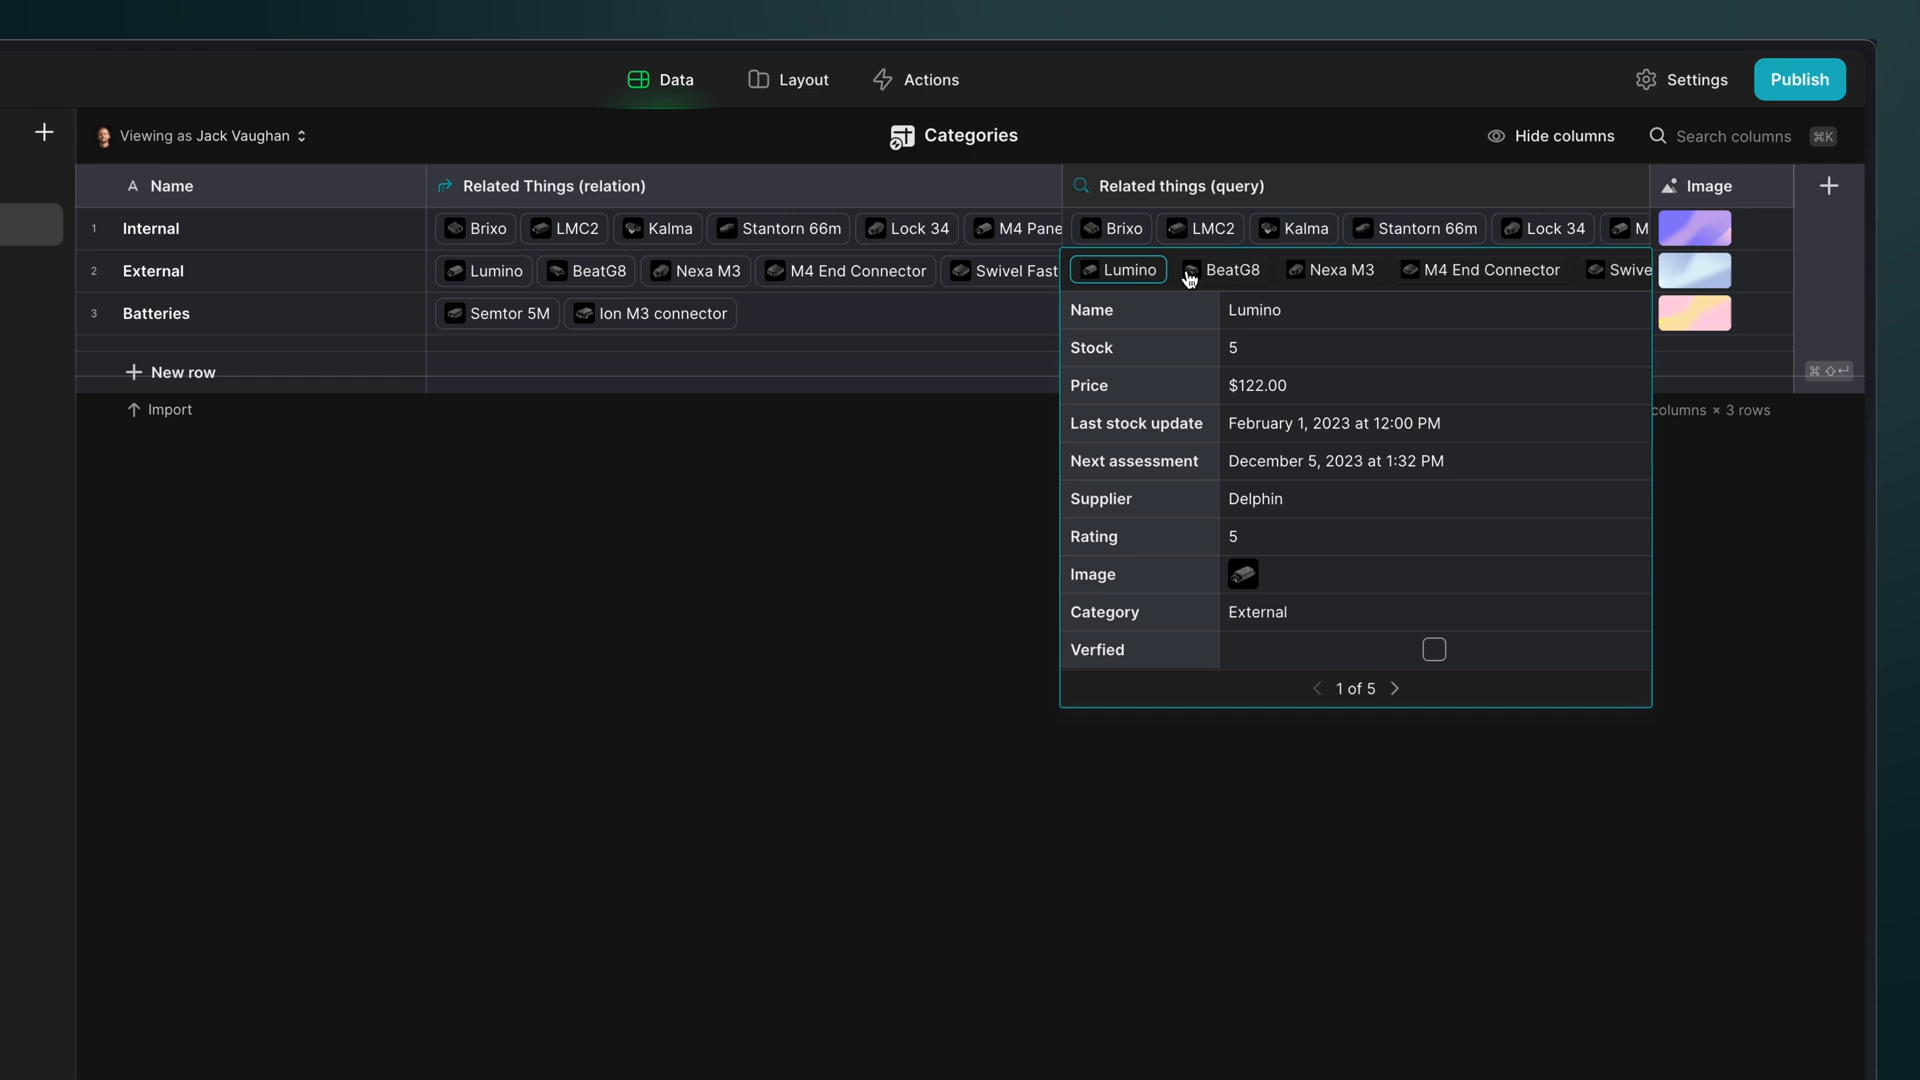 Data Layout Actions Settings Publish
Viewing as Jack Vaughan Categories Hide columns Search columns ⌘K
Name Related Things (relation) Related things (query) Image
1 Internal Brixo LMC2 Kalma Stantorn 66m Lock 34 M4 Pane Brixo LMC2 Kalma Stantorn 66m Lock 34 M
2 External Lumino BeatG8 Nexa M3 M4 End Connector Swivel Fast Lumino BeatG8 Nexa M3 M4 End Connector Swive
3 Batteries Semtor 5M Ion M3 connector
New row ⌘ ⇧ ↵
Import columns × 3 rows
Name Lumino
Stock 5
Price $122.00
Last stock update February 1, 2023 at 12:00 PM
Next assessment December 5, 2023 at 1:32 PM
Supplier Delphin
Rating 5
Image
Category External
Verfied
1 of 5